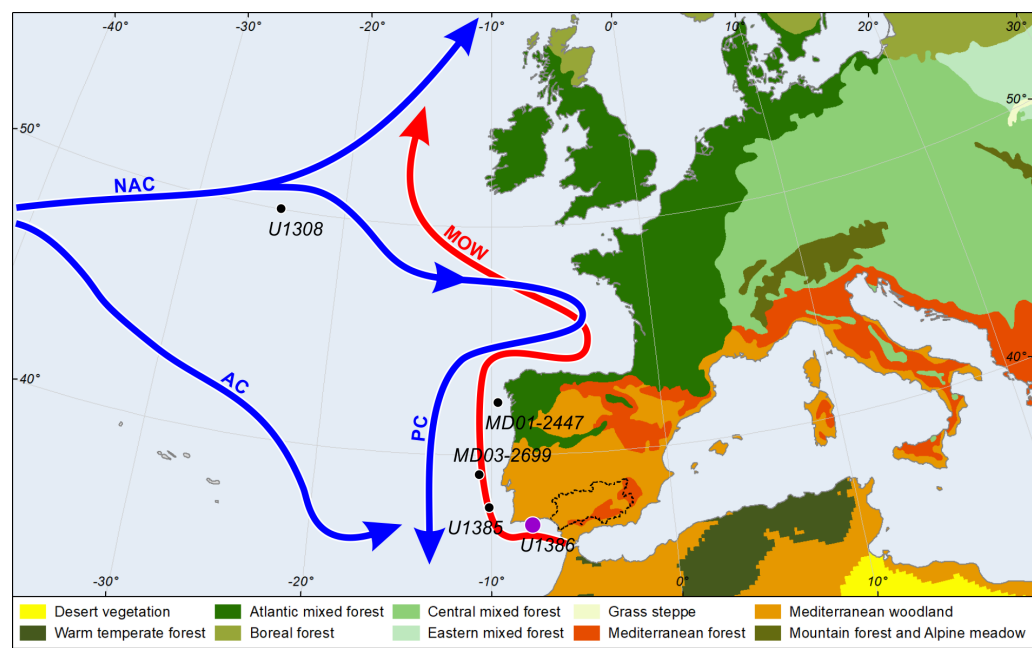 -40° -30° -20° -10° 0° 10° 20° 30°
50° 50°
NAC
U1308
MOW
40°
40° AC
PC
MD01-2447
MD03-2699
U1385 U1386
-30° -20° -10° 0° 10°
Desert vegetation Atlantic mixed forest Central mixed forest Grass steppe Mediterranean woodland
Warm temperate forest Boreal forest Eastern mixed forest Mediterranean forest Mountain forest and Alpine meadow